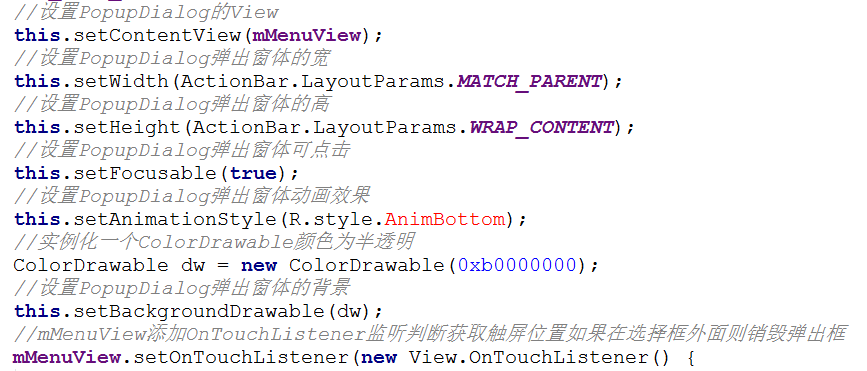 //设置PopupDialog的View
this.setContentView(mMenuView);
//设置PopupDialog弹出窗体的宽
this.setWidth(ActionBar.LayoutParams.MATCH_PARENT);
//设置PopupDialog弹出窗体的高
this.setHeight(ActionBar.LayoutParams.WRAP_CONTENT);
//设置PopupDialog弹出窗体可点击
this.setFocusable(true);
//设置PopupDialog弹出窗体动画效果
this.setAnimationStyle(R.style.AnimBottom);
//实例化一个ColorDrawable颜色为半透明
ColorDrawable dw = new ColorDrawable(0xb0000000);
//设置PopupDialog弹出窗体的背景
this.setBackgroundDrawable(dw);
//mMenuView添加OnTouchListener监听判断获取触屏位置如果在选择框外面则销毁弹出框
mMenuView.setOnTouchListener(new View.OnTouchListener() {